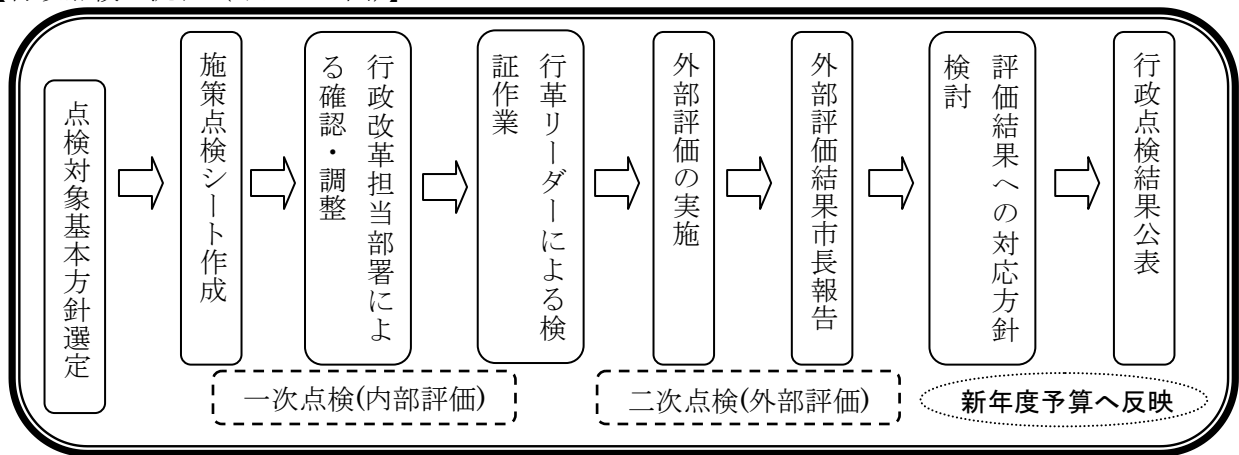 点検対象基本方針選定
施策点検シート作成
行政改革担当部署によ
る確認・調整
行革リーダーによる検
証作業
外部評価の実施
外部評価結果市長報告
評価結果への対応方針
検討
行政点検結果公表
一次点検(内部評価)
二次点検(外部評価)
新年度予算へ反映